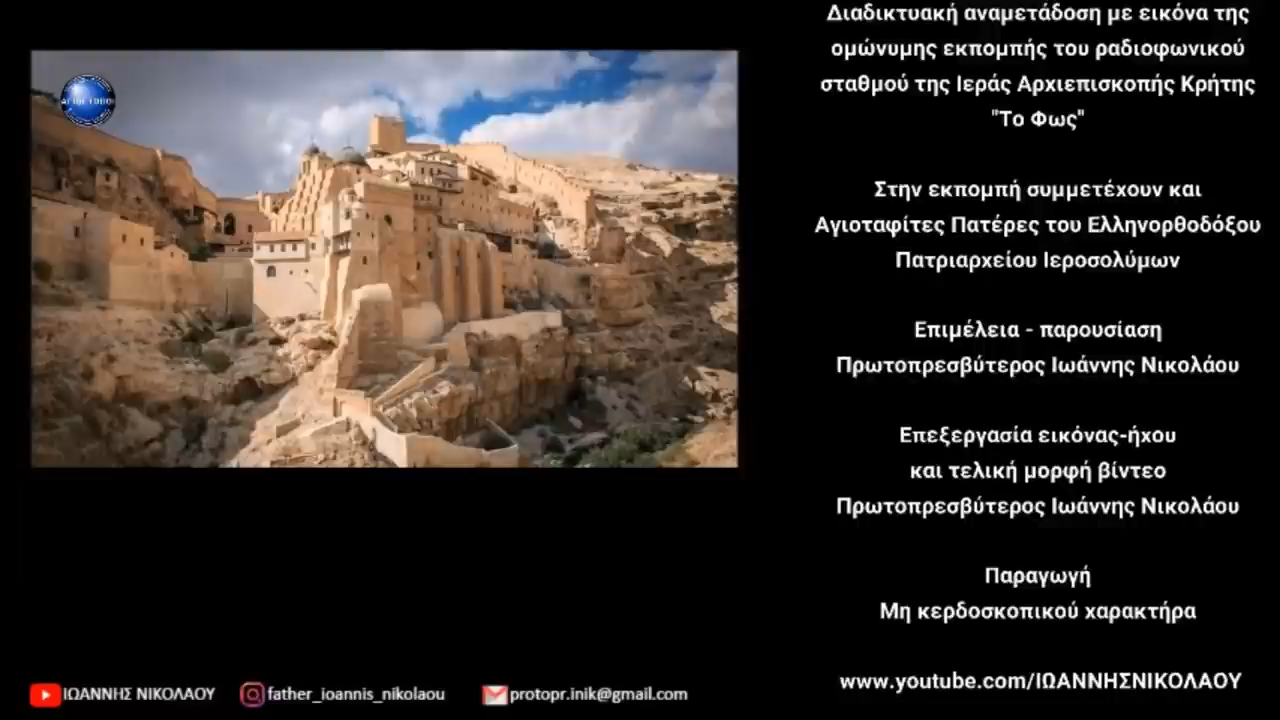 Διαδικτυακή αναμετάδοση με εικόνα της
ομώνυμης εκπομπής του ραδιοφωνικού
σταθμού της Ιεράς Αρχιεπισκοπής Κρήτης
"Το Φως"
Στην εκπομπή συμμετέχουν και
Αγιοταφίτες Πατέρες του Ελληνορθοδόξου
Πατριαρχείου Ιεροσολύμων
Επιμέλεια - παρουσίαση
Πρωτοπρεσβύτερος Ιωάννης Νικολάου
Επεξεργασία εικόνας-ήχου
και τελική μορφή βίντεο
Πρωτοπρεσβύτερος Ιωάννης Νικολάου
Παραγωγή
Μη κερδοσκοπικού χαρακτήρα
www.youtube.com/ΙΩΑΝΝΗΣΝΙΚΟΛΑΟΥ
ΙΩΑΝΝΗΣ ΝΙΚΟΛΑΟΥ
father_ioannis_nikolaou
protopr.inik@gmail.com